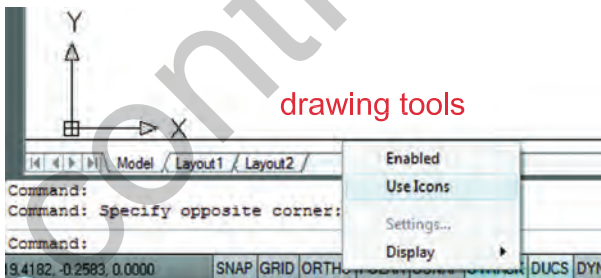 Y
X
drawing tools
Model Layout1 Layout2
Enabled
Use Icons
Settings...
Display
Command:
Command: Specify opposite corner:
Command:
9.4182, -0.2583, 0.0000 SNAP GRID ORTHO DUCS DYN